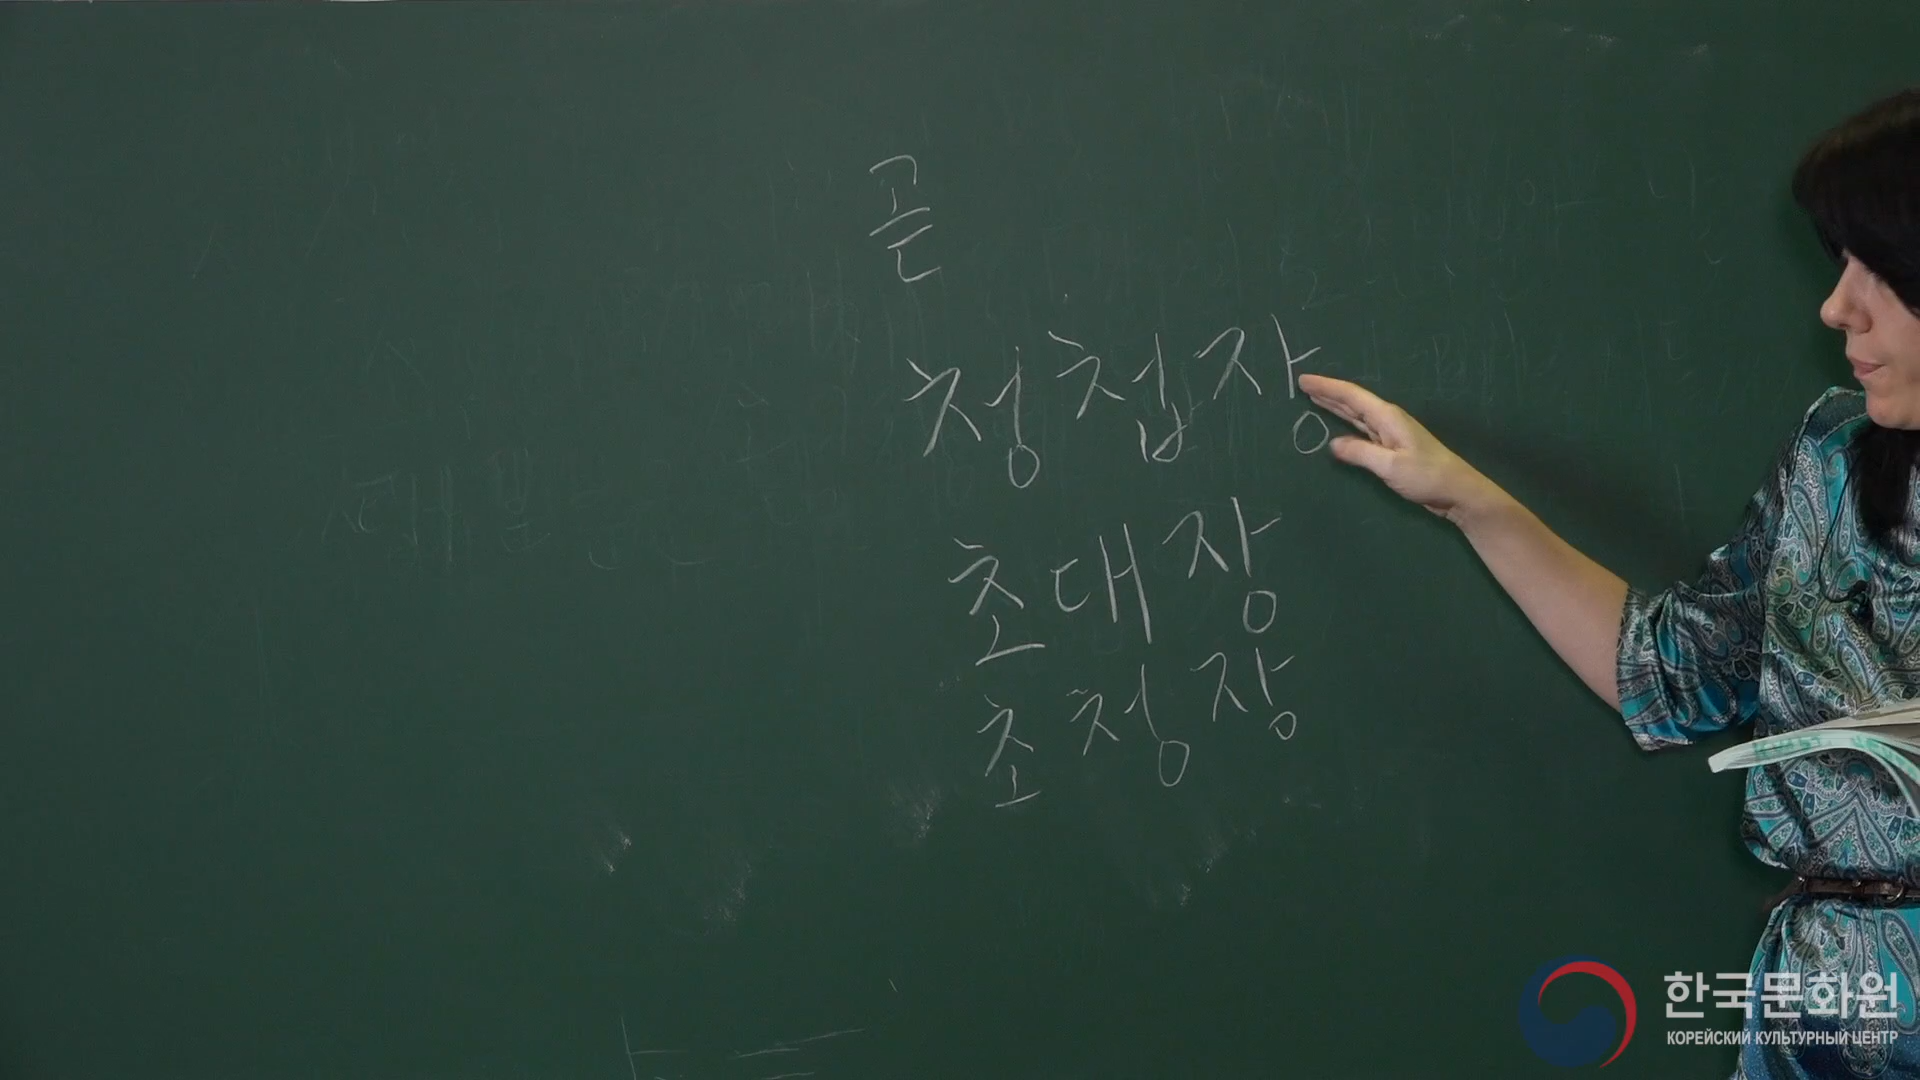 곧
청첩장
초대장
초청장
한국문화원
КОРЕЙСКИЙ КУЛЬТУРНЫЙ ЦЕНТР